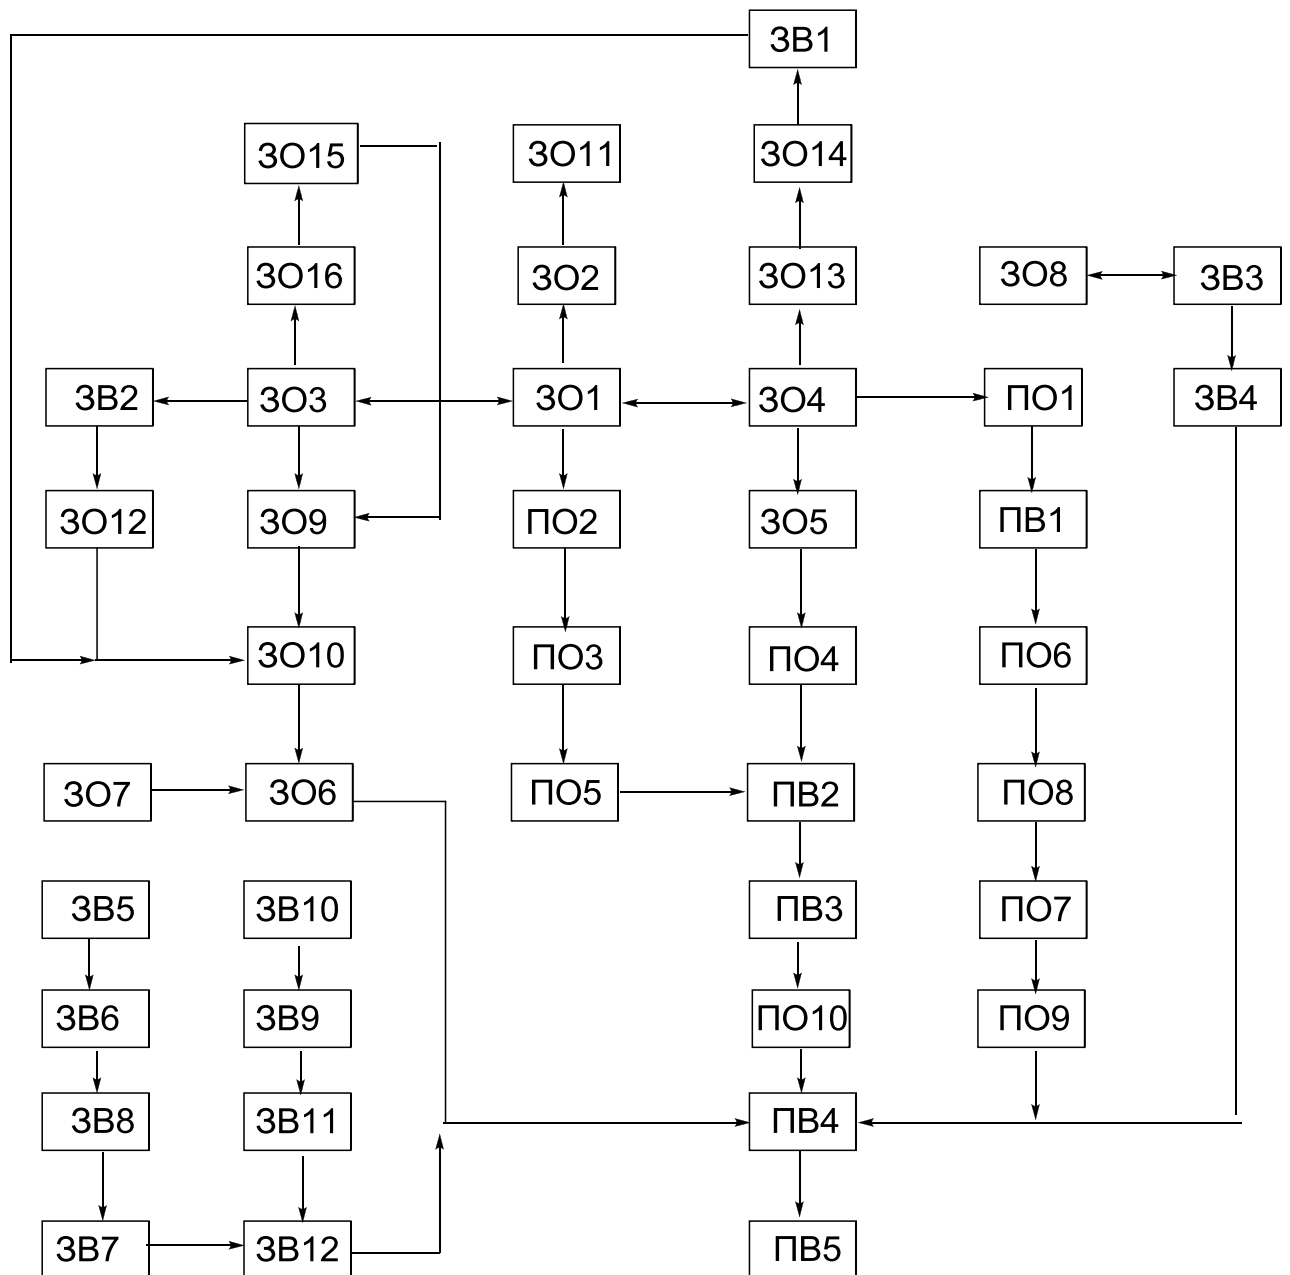 ЗВ1
ЗО15 ЗО11 ЗО14
ЗО16 ЗО2 ЗО13 ЗО8 ЗВ3
ЗВ2 ЗО3 ЗО1 ЗО4 ПО1 ЗВ4
ЗО12 ЗО9 ПО2 ЗО5 ПВ1
ЗО10 ПО3 ПО4 ПО6
ЗО7 ЗО6 ПО5 ПВ2 ПО8
ЗВ5 ЗВ10 ПВ3 ПО7
ЗВ6 ЗВ9 ПО10 ПО9
ЗВ8 ЗВ11 ПВ4
ЗВ7 ЗВ12 ПВ5